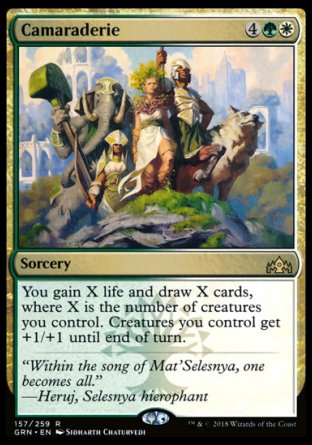 Camaraderie 4
Sorcery
You gain X life and draw X cards,
where X is the number of creatures
you control. Creatures you control get
+1/+1 until end of turn.
“Within the song of Mat’Selesnya, one
becomes all.”
—Heruj, Selesnya hierophant
157/259 R
GRN • EN Sidharth Chaturvedi
™ & © 2018 Wizards of the Coast